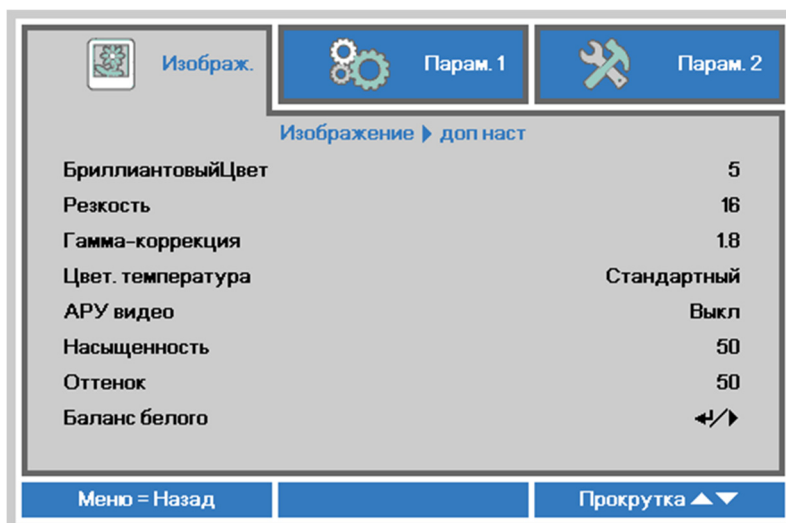 Изображ. Парам. 1 Парам. 2
Изображение ▶ доп наст
БриллиантовыйЦвет 5
Резкость 16
Гамма-коррекция 1.8
Цвет. температура Стандартный
АРУ видео Выкл
Насыщенность 50
Оттенок 50
Баланс белого ↵/▶
Меню = Назад Прокрутка ▲▼